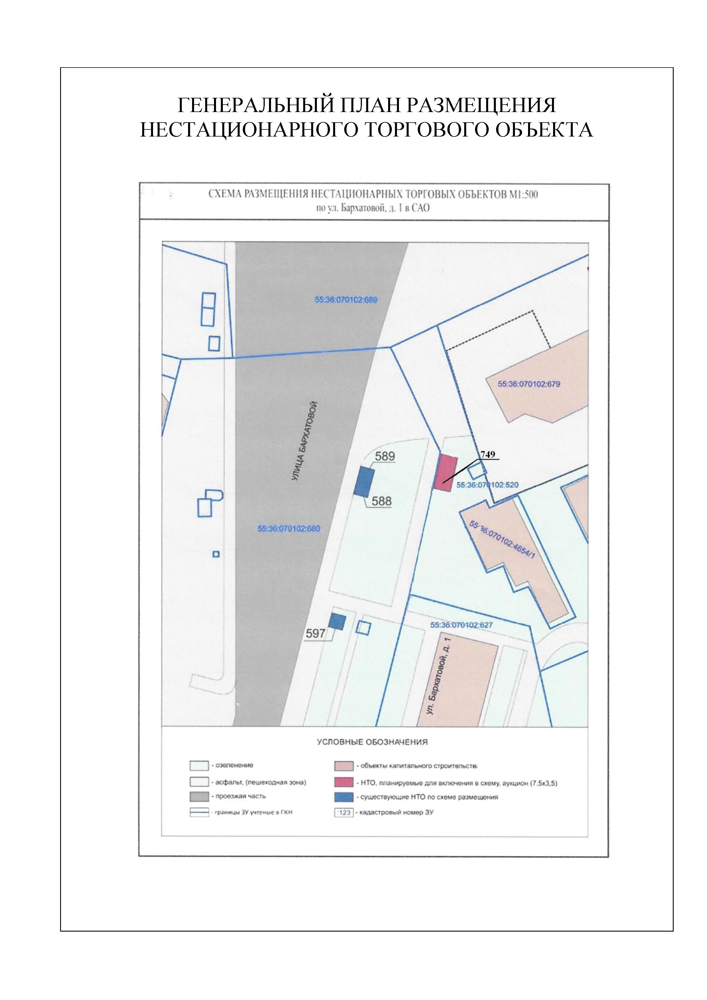 ГЕНЕРАЛЬНЫЙ ПЛАН РАЗМЕЩЕНИЯ
НЕСТАЦИОНАРНОГО ТОРГОВОГО ОБЪЕКТА
СХЕМА РАЗМЕЩЕНИЯ НЕСТАЦИОНАРНЫХ ТОРГОВЫХ ОБЪЕКТОВ М1:500
по ул. Бархатовой, д. 1 в САО
55:36:070102:689
55:36:070102:679
УЛИЦА БАРХАТОВОЙ
589
749
55:36:070102:520
588
55:36:070102:680
55:36:070102:4654/1
55:36:070102:627
597
ул. Бархатовой, д. 1
УСЛОВНЫЕ ОБОЗНАЧЕНИЯ
- озеленение
- асфальт, (пешеходная зона)
- проезжая часть
- границы ЗУ учтеные в ГКН
- объекты капитального строительства
- НТО, планируемые для включения в схему, аукцион (7,5х3,5)
- существующие НТО по схеме размещения
:123 - кадастровый номер ЗУ